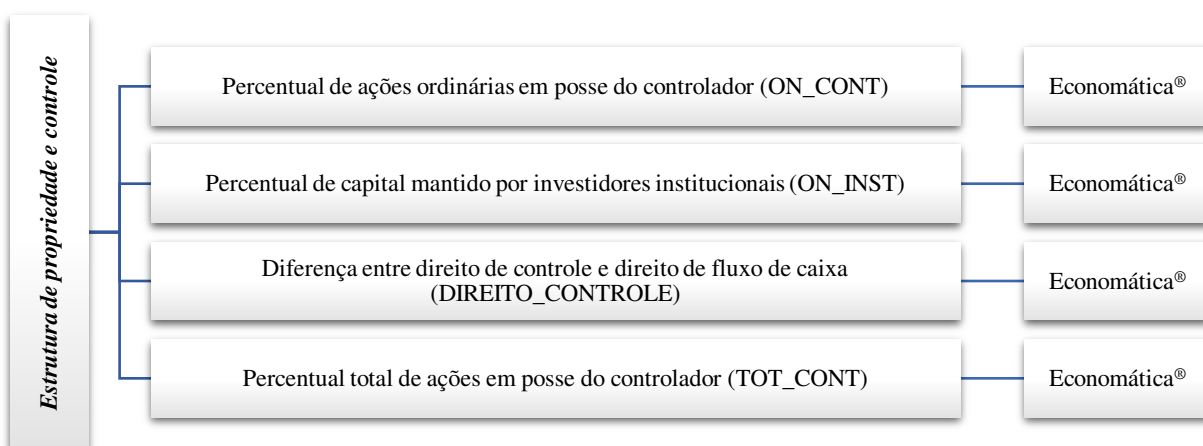 Estrutura de propriedade e controle
Percentual de ações ordinárias em posse do controlador (ON_CONT)
Economática®
Percentual de capital mantido por investidores institucionais (ON_INST)
Economática®
Diferença entre direito de controle e direito de fluxo de caixa
(DIREITO_CONTROLE)
Economática®
Percentual total de ações em posse do controlador (TOT_CONT)
Economática®